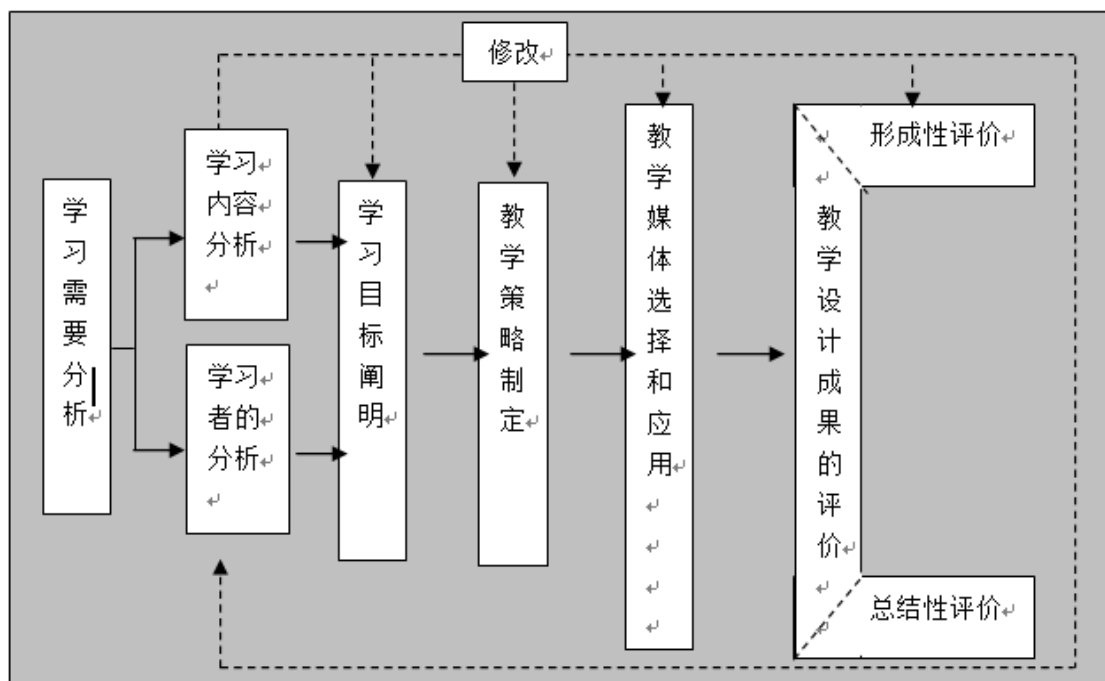 修改
学习需要分析
学习
内容
分析
学习
者的
分析
学习目标阐明
教学策略制定
教学媒体选择和应用
教学设计成果的评价
形成性评价
总结性评价